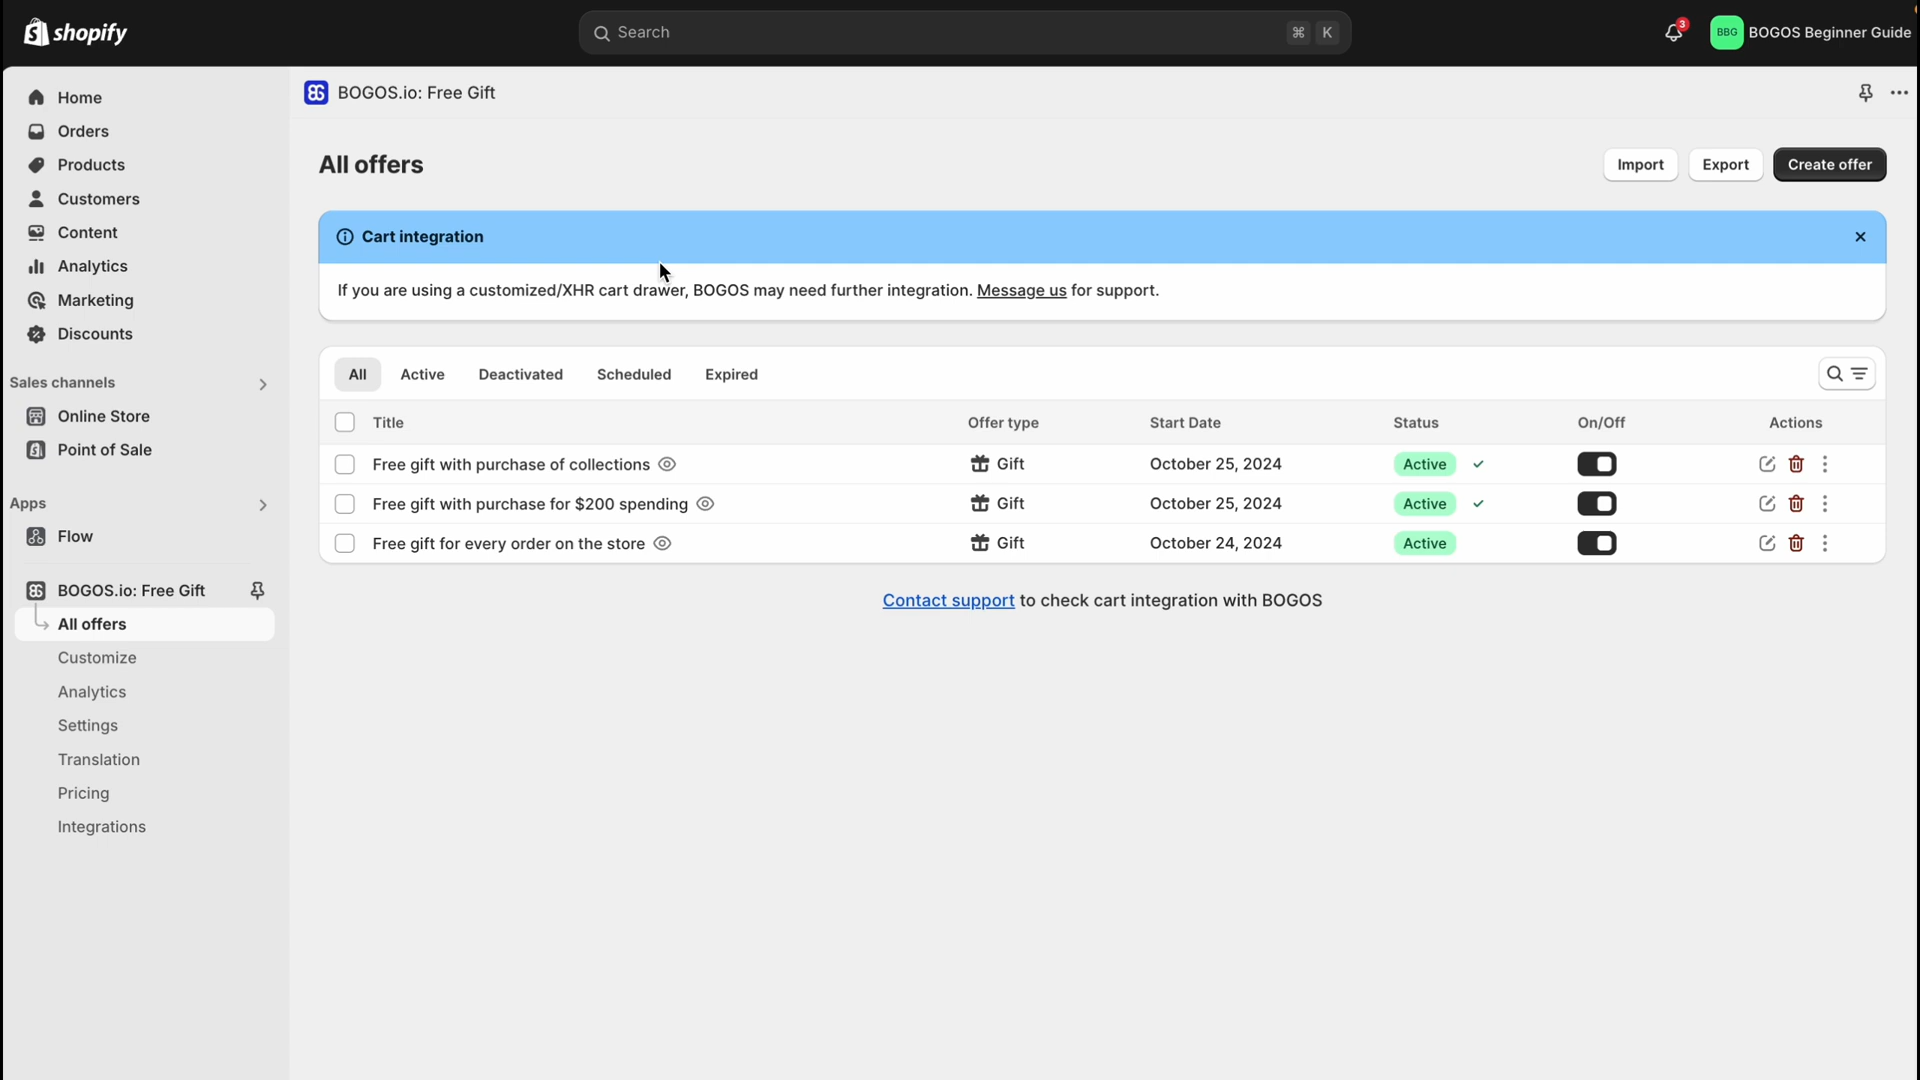 shopify
Search
⌘ K
3
BBG BOGOS Beginner Guide
Home
Orders
Products
Customers
Content
Analytics
Marketing
Discounts
Sales channels
Online Store
Point of Sale
Apps
Flow
BOGOS.io: Free Gift
All offers
Customize
Analytics
Settings
Translation
Pricing
Integrations
BOGOS.io: Free Gift
All offers
Import Export Create offer
Cart integration
If you are using a customized/XHR cart drawer, BOGOS may need further integration. Message us for support.
All Active Deactivated Scheduled Expired
Title Offer type Start Date Status On/Off Actions
Free gift with purchase of collections Gift October 25, 2024 Active
Free gift with purchase for $200 spending Gift October 25, 2024 Active
Free gift for every order on the store Gift October 24, 2024 Active
Contact support to check cart integration with BOGOS